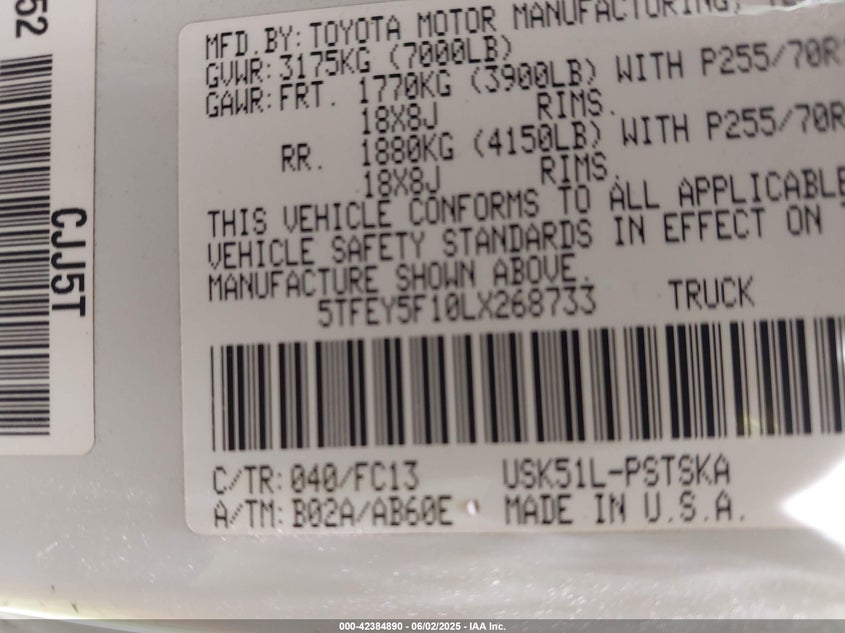 52
CJJ5T
MFD.BY: TOYOTA MOTOR MANUFACTURING,
GVWR: 3175KG (7000LB)
GAWR: FRT. 1770KG (3900LB) WITH P255/70R
18X8J RIMS.
RR. 1880KG (4150LB) WITH P255/70R
18X8J RIMS.
THIS VEHICLE CONFORMS TO ALL APPLICABLE
VEHICLE SAFETY STANDARDS IN EFFECT ON
MANUFACTURE SHOWN ABOVE.
5TFEY5F10LX268733 TRUCK
C/TR: 040/FC13 USK51L-PSTSKA
A/TM: B02A/AB60E MADE IN U.S.A.
000-42384890 - 06/02/2025 - IAA Inc.